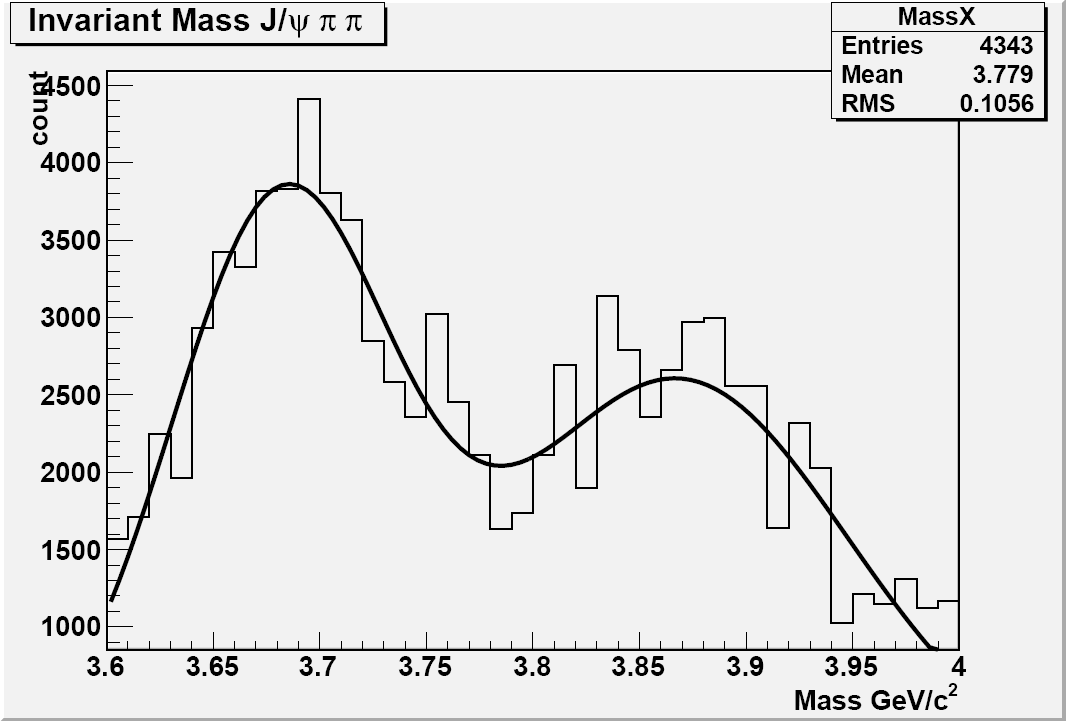 Invariant Mass J/ψ π π
MassX
Entries 4343
Mean 3.779
RMS 0.1056
count
4500
4000
3500
3000
2500
2000
1500
1000
3.6 3.65 3.7 3.75 3.8 3.85 3.9 3.95 4
Mass GeV/c²